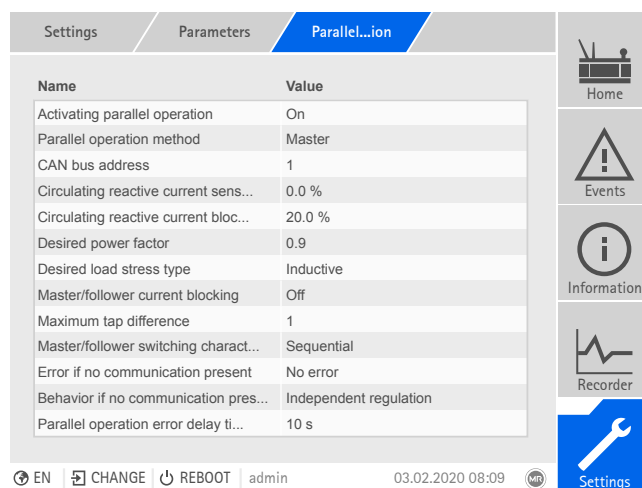 Settings Parameters Parallel...ion
Name Value
Activating parallel operation On
Parallel operation method Master
CAN bus address 1
Circulating reactive current sens... 0.0 %
Circulating reactive current bloc... 20.0 %
Desired power factor 0.9
Desired load stress type Inductive
Master/follower current blocking Off
Maximum tap difference 1
Master/follower switching charact... Sequential
Error if no communication present No error
Behavior if no communication pres... Independent regulation
Parallel operation error delay ti... 10 s
Home
Events
Information
Recorder
Settings
EN CHANGE REBOOT admin 03.02.2020 08:09 MR